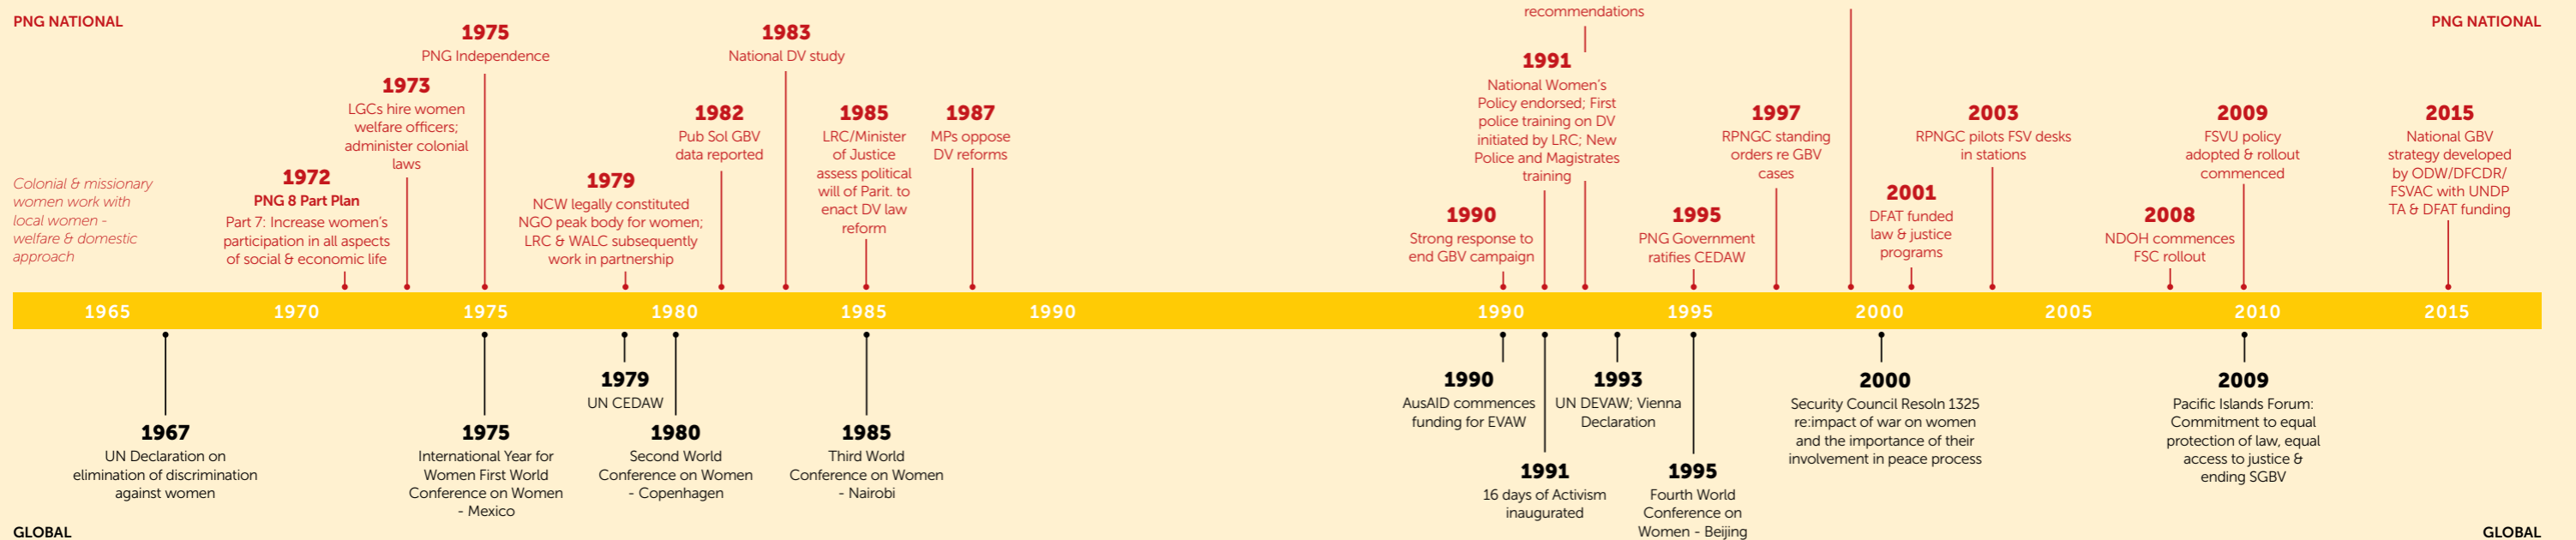 PNG NATIONAL
PNG NATIONAL
Colonial & missionary
women work with
local women -
welfare & domestic
approach
1972
PNG 8 Part Plan
Part 7: Increase women's
participation in all aspects
of social & economic life
1973
LGCs hire women
welfare officers;
administer colonial
laws
1975
PNG Independence
1979
NCW legally constituted
NGO peak body for women;
LRC & WALC subsequently
work in partnership
1982
Pub Sol GBV
data reported
1983
National DV study
1985
LRC/Minister
of Justice
assess political
will of Parit. to
enact DV law
reform
1987
MPs oppose
DV reforms
1990
Strong response to
end GBV campaign
recommendations
1991
National Women's
Policy endorsed; First
police training on DV
initiated by LRC; New
Police and Magistrates
training
1995
PNG Government
ratifies CEDAW
1997
RPNGC standing
orders re GBV
cases
2001
DFAT funded
law & justice
programs
2003
RPNGC pilots FSV desks
in stations
2008
NDOH commences
FSC rollout
2009
FSVU policy
adopted & rollout
commenced
2015
National GBV
strategy developed
by ODW/DFCDR/
FSVAC with UNDP
TA & DFAT funding
1965 1970 1975 1980 1985 1990 1990 1995 2000 2005 2010 2015
1967
UN Declaration on
elimination of discrimination
against women
1975
International Year for
Women First World
Conference on Women
- Mexico
1979
UN CEDAW
1980
Second World
Conference on Women
- Copenhagen
1985
Third World
Conference on Women
- Nairobi
1990
AusAID commences
funding for EVAW
1991
16 days of Activism
inaugurated
1993
UN DEVAW; Vienna
Declaration
1995
Fourth World
Conference on
Women - Beijing
2000
Security Council Resoln 1325
re:impact of war on women
and the importance of their
involvement in peace process
2009
Pacific Islands Forum:
Commitment to equal
protection of law, equal
access to justice &
ending SGBV
GLOBAL
GLOBAL